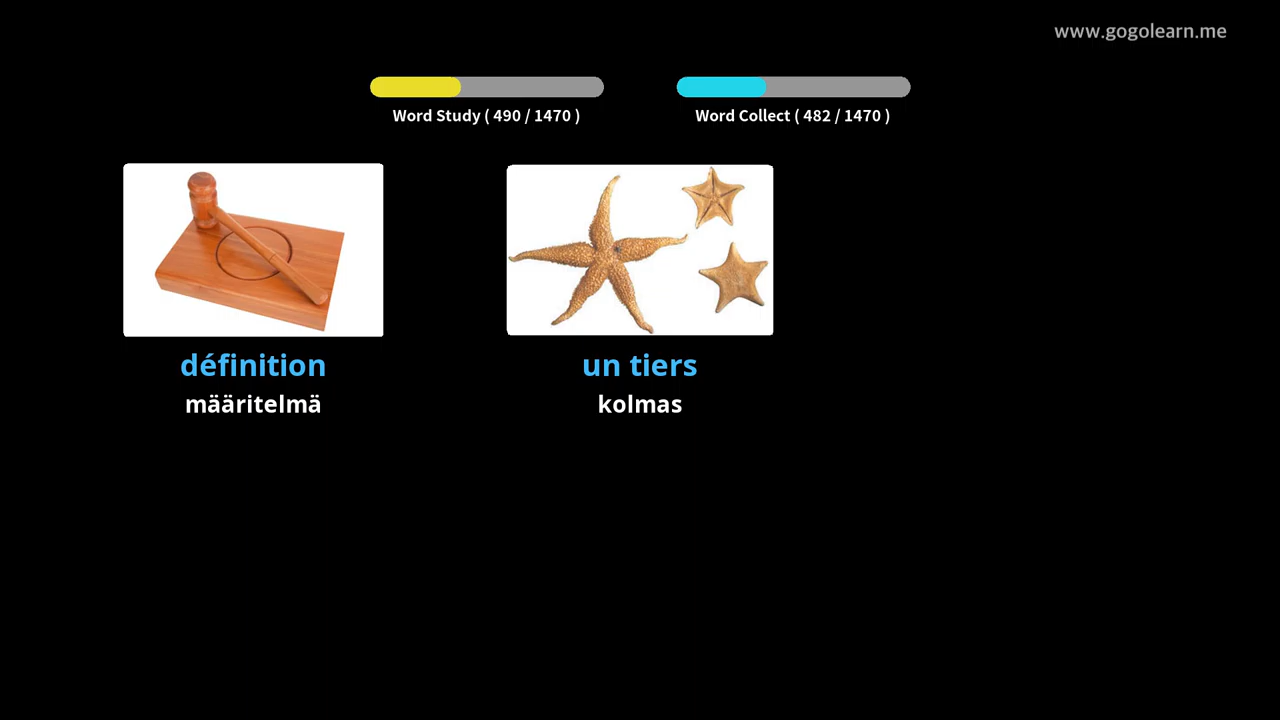 www.gogolearn.me
Word Study ( 490 / 1470 )
Word Collect ( 482 / 1470 )
définition
määritelmä
un tiers
kolmas